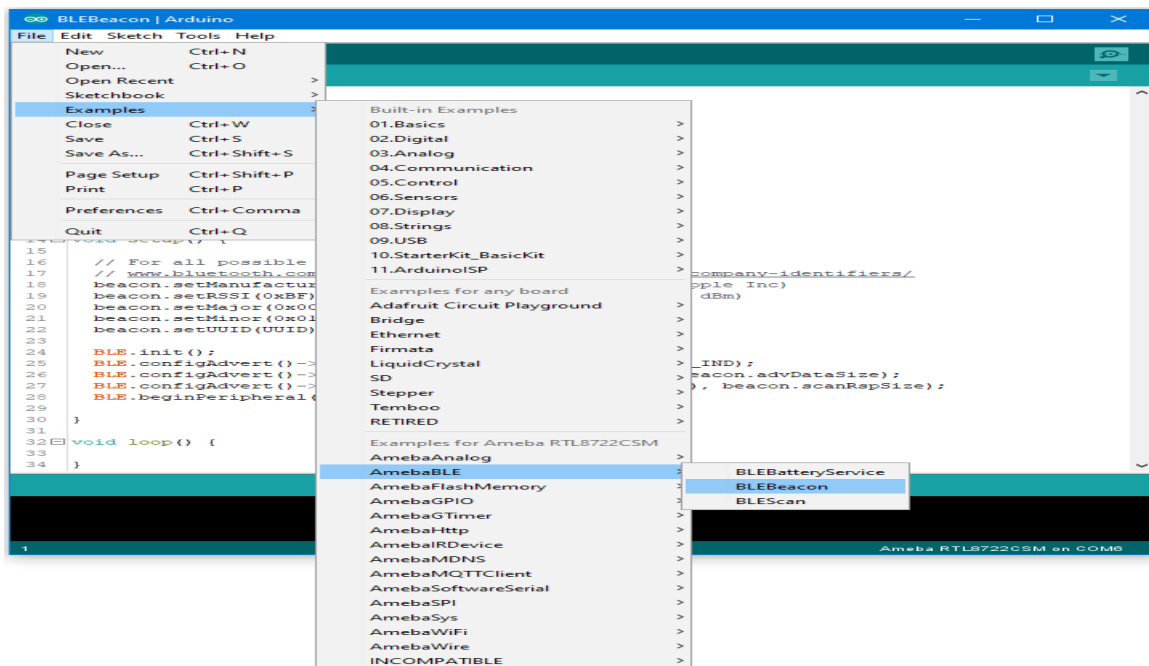 BLEBeacon | Arduino
File Edit Sketch Tools Help
New Ctrl+N
Open... Ctrl+O
Open Recent >
Sketchbook >
Examples >
Close Ctrl+W
Save Ctrl+S
Save As... Ctrl+Shift+S
Page Setup Ctrl+Shift+P
Print Ctrl+P
Preferences Ctrl+Comma
Quit Ctrl+Q
Built-in Examples
01.Basics >
02.Digital >
03.Analog >
04.Communication >
05.Control >
06.Sensors >
07.Display >
08.Strings >
09.USB >
10.StarterKit_BasicKit >
11.ArduinoISP >
Examples for any board
Adafruit Circuit Playground >
Bridge >
Ethernet >
Firmata >
LiquidCrystal >
SD >
Stepper >
Temboo >
RETIRED >
Examples for Ameba RTL8722CSM
AmebaAnalog >
AmebaBLE >
AmebaFlashMemory >
AmebaGPIO >
AmebaGTimer >
AmebaHttp >
AmebaIRDevice >
AmebaMDNS >
AmebaMQTTClient >
AmebaSoftwareSerial >
AmebaSPI >
AmebaSys >
AmebaWiFi >
AmebaWire >
INCOMPATIBLE >
BLEBatteryService
BLEBeacon
BLEScan
14 void setup() {
15
16 // For all possible
17 // www.bluetooth.com company-identifiers/
18 beacon.setManufactur pple Inc)
19 beacon.setRSSI(0xBF) dBm)
20 beacon.setMajor(0x00
21 beacon.setMinor(0x01
22 beacon.setUUID(UUID)
23
24 BLE.init();
25 BLE.configAdvert()-> _IND);
26 BLE.configAdvert()-> eacon.advDataSize);
27 BLE.configAdvert()-> ), beacon.scanRspSize);
28 BLE.beginPeripheral(
29
30 }
31
32 void loop() {
33
34 }
1 Ameba RTL8722CSM on COM6